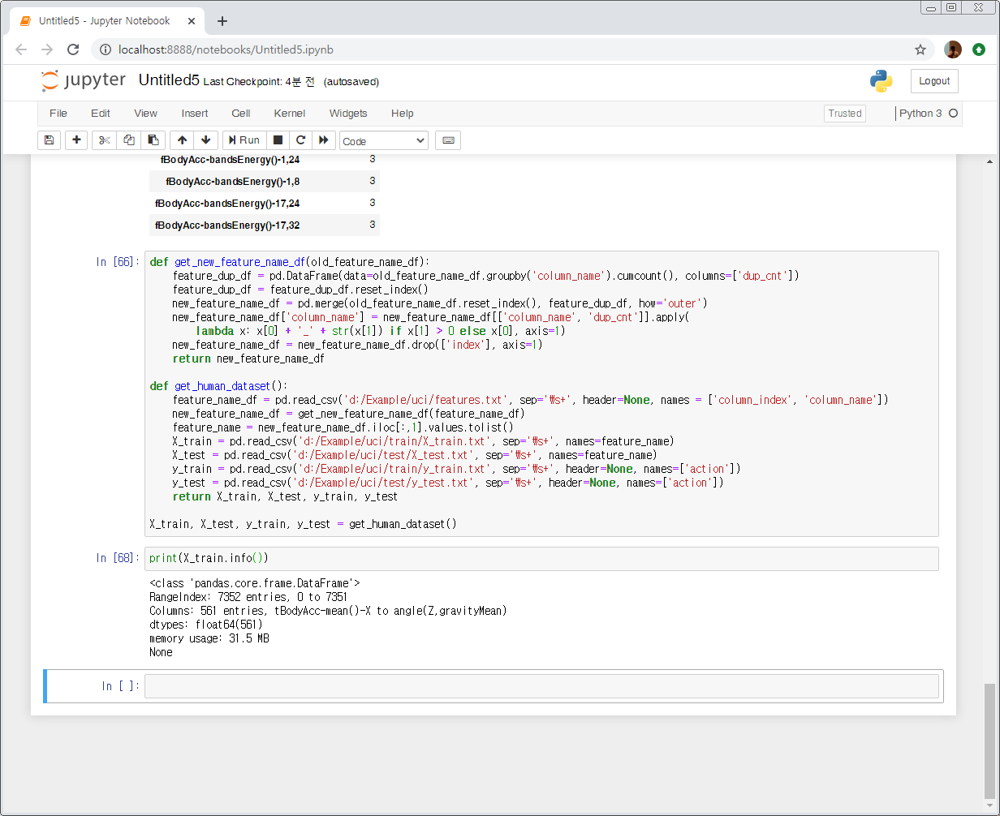 Untitled5 - Jupyter Notebook
localhost:8888/notebooks/Untitled5.ipynb
jupyter Untitled5 Last Checkpoint: 4분 전 (autosaved) Logout
File Edit View Insert Cell Kernel Widgets Help Trusted Python 3
Run Code
fBodyAcc-bandsEnergy()-1,24 3
fBodyAcc-bandsEnergy()-1,8 3
fBodyAcc-bandsEnergy()-17,24 3
fBodyAcc-bandsEnergy()-17,32 3
In [66]: def get_new_feature_name_df(old_feature_name_df):
    feature_dup_df = pd.DataFrame(data=old_feature_name_df.groupby('column_name').cumcount(), columns=['dup_cnt'])
    feature_dup_df = feature_dup_df.reset_index()
    new_feature_name_df = pd.merge(old_feature_name_df.reset_index(), feature_dup_df, how='outer')
    new_feature_name_df['column_name'] = new_feature_name_df[['column_name', 'dup_cnt']].apply(
        lambda x: x[0] + '_' + str(x[1]) if x[1] > 0 else x[0], axis=1)
    new_feature_name_df = new_feature_name_df.drop(['index'], axis=1)
    return new_feature_name_df
def get_human_dataset():
    feature_name_df = pd.read_csv('d:/Example/uci/features.txt', sep='₩s+', header=None, names = ['column_index', 'column_name'])
    new_feature_name_df = get_new_feature_name_df(feature_name_df)
    feature_name = new_feature_name_df.iloc[:,1].values.tolist()
    X_train = pd.read_csv('d:/Example/uci/train/X_train.txt', sep='₩s+', names=feature_name)
    X_test = pd.read_csv('d:/Example/uci/test/X_test.txt', sep='₩s+', names=feature_name)
    y_train = pd.read_csv('d:/Example/uci/train/y_train.txt', sep='₩s+', header=None, names=['action'])
    y_test = pd.read_csv('d:/Example/uci/test/y_test.txt', sep='₩s+', header=None, names=['action'])
    return X_train, X_test, y_train, y_test
X_train, X_test, y_train, y_test = get_human_dataset()
In [68]: print(X_train.info())
<class 'pandas.core.frame.DataFrame'>
RangeIndex: 7352 entries, 0 to 7351
Columns: 561 entries, tBodyAcc-mean()-X to angle(Z,gravityMean)
dtypes: float64(561)
memory usage: 31.5 MB
None
In [ ]: